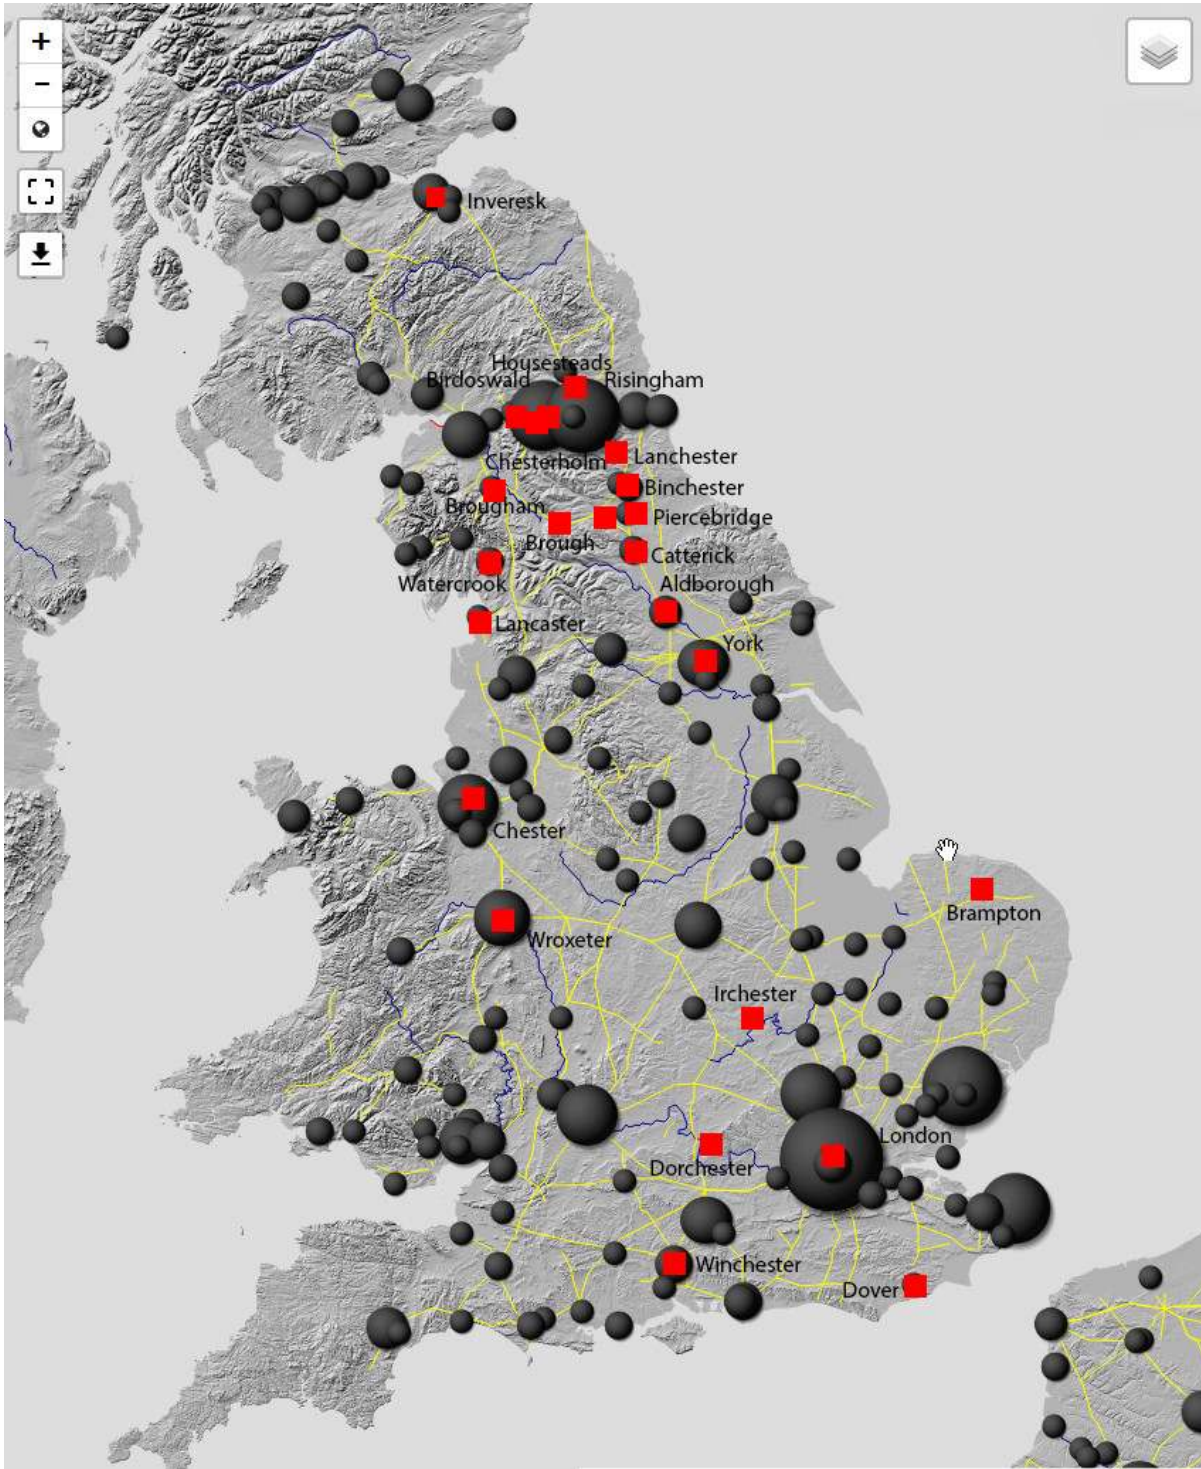 +
−
Inveresk
Housesteads
Birdoswald
Risingham
Chesterholm
Lanchester
Binchester
Brougham
Piercebridge
Brough
Catterick
Watercrook
Aldborough
Lancaster
York
Chester
Brampton
Wroxeter
Irchester
London
Dorchester
Winchester
Dover